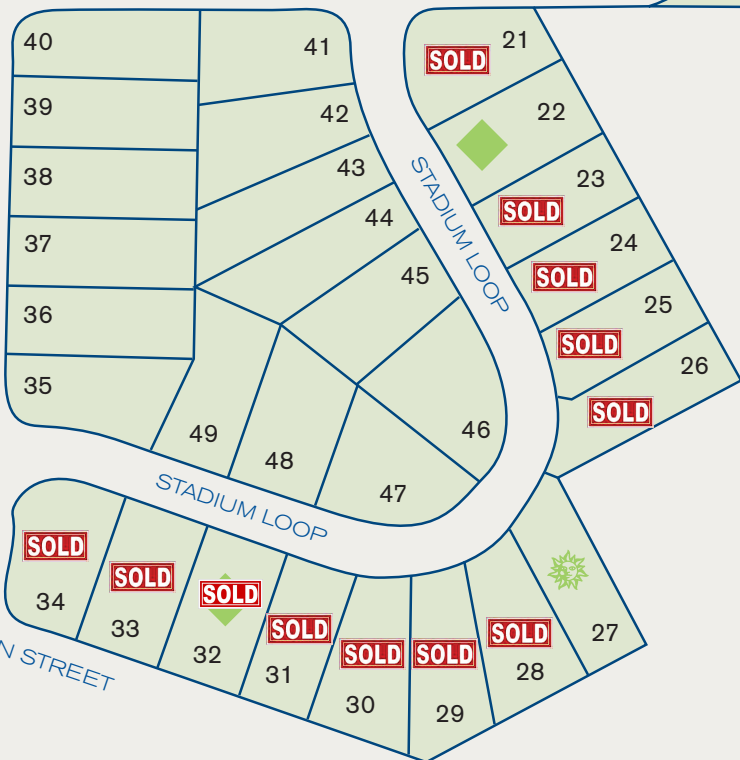 40
41
SOLD
21
39
42
22
38
43
SOLD
23
37
44
STADIUM LOOP
SOLD
24
36
45
SOLD
25
35
49
48
46
SOLD
26
47
STADIUM LOOP
SOLD
34
SOLD
33
SOLD
32
SOLD
31
SOLD
30
SOLD
29
SOLD
28
27
N STREET